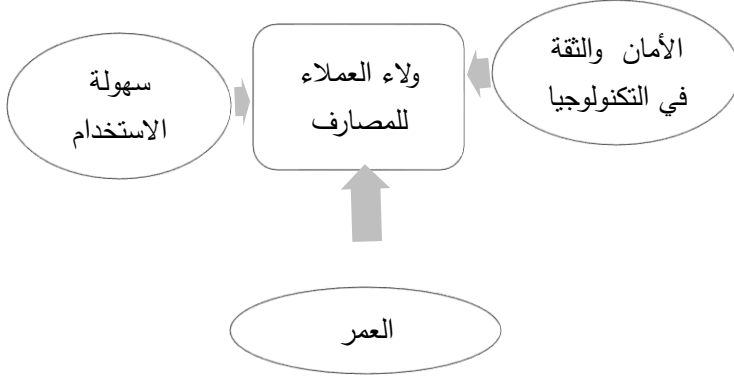 الأمان والثقة
في التكنولوجيا
ولاء العملاء
للمصارف
سهولة
الاستخدام
العمر